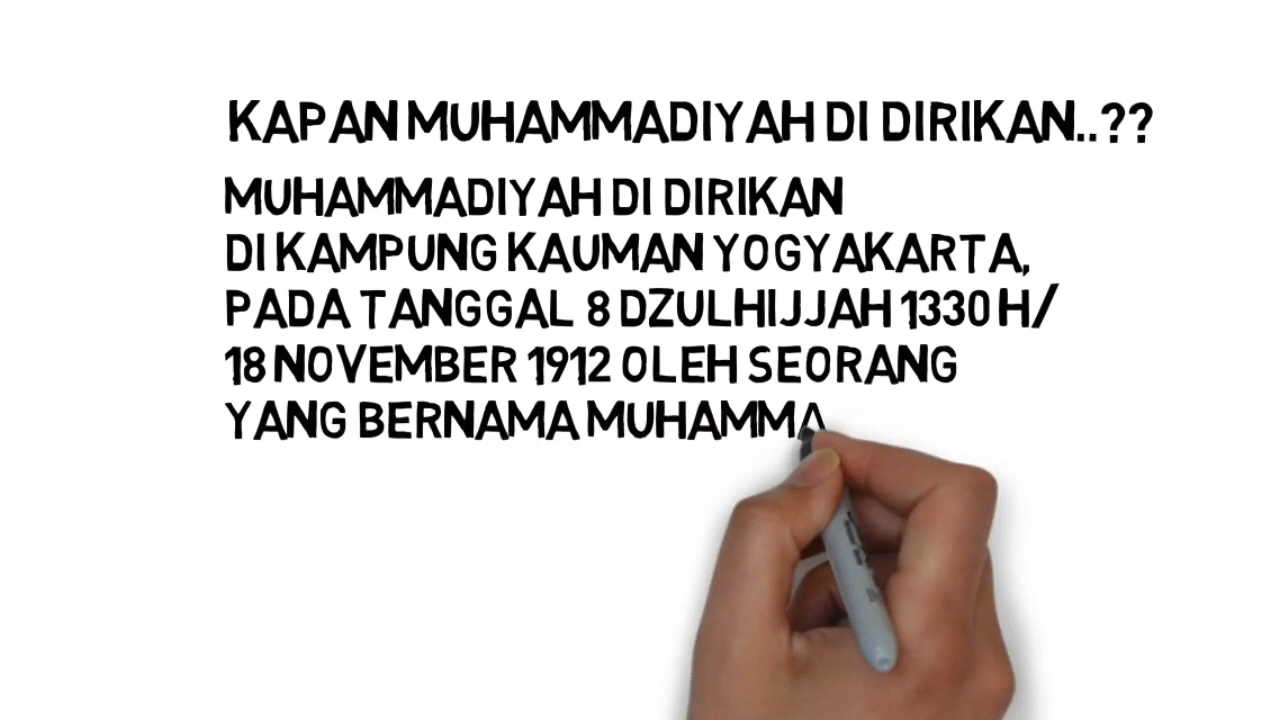 KAPAN MUHAMMADIYAH DI DIRIKAN..??
MUHAMMADIYAH DI DIRIKAN
DI KAMPUNG KAUMAN YOGYAKARTA,
PADA TANGGAL 8 DZULHIJJAH 1330 H/
18 NOVEMBER 1912 OLEH SEORANG
YANG BERNAMA MUHAMMA